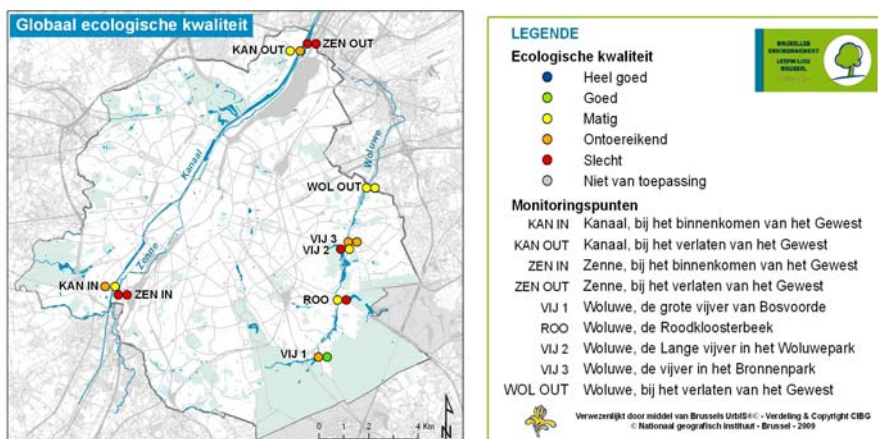 Globaal ecologische kwaliteit
KAN OUT
ZEN OUT
Kanaal
Woluwe
WOL OUT
VIJ 3
VIJ 2
Zenne
KAN IN
ZEN IN
ROO
VIJ 1
0 2 4 Km
N
LEGENDE
Ecologische kwaliteit
Heel goed
Goed
Matig
Ontoereikend
Slecht
Niet van toepassing
Monitoringspunten
KAN IN Kanaal, bij het binnenkomen van het Gewest
KAN OUT Kanaal, bij het verlaten van het Gewest
ZEN IN Zenne, bij het binnenkomen van het Gewest
ZEN OUT Zenne, bij het verlaten van het Gewest
VIJ 1 Woluwe, de grote vijver van Bosvoorde
ROO Woluwe, de Roodkloosterbeek
VIJ 2 Woluwe, de Lange vijver in het Woluwepark
VIJ 3 Woluwe, de vijver in het Bronnenpark
WOL OUT Woluwe, bij het verlaten van het Gewest
BRUXELLES
ENVIRONNEMENT
LEEFMILIEU
BRUSSEL
Verwezenlijkt door middel van Brussels UrbIS®© - Verdeling & Copyright CIBG
© Nationaal geografisch instituut - Brussel - 2009